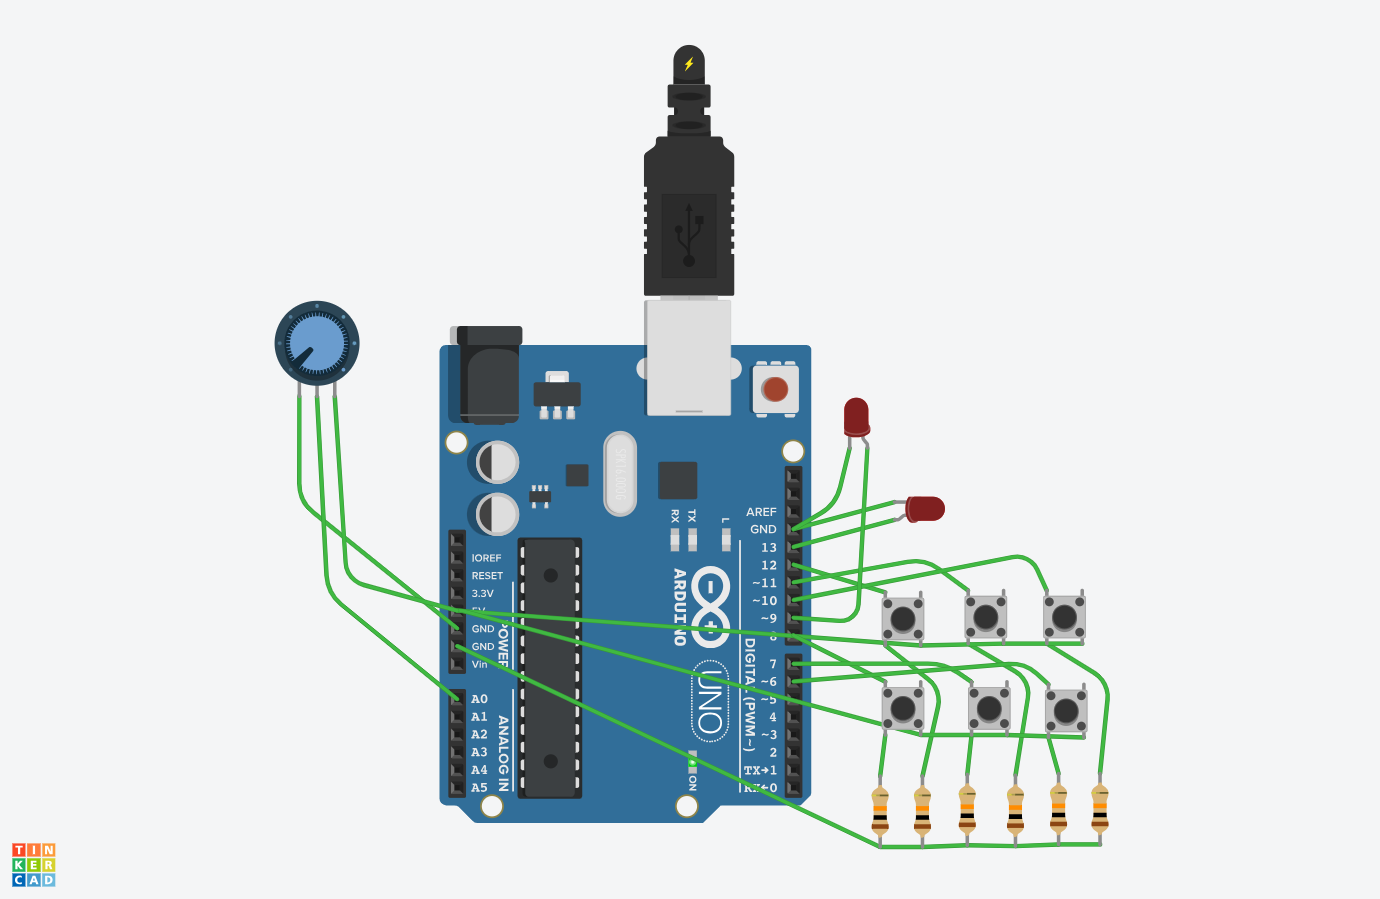 SPK16.000G
RX
TX
L
AREF
GND
13
12
~11
~10
~9
8
7
~6
~5
4
~3
2
TX→1
RX←0
DIGITAL (PWM~)
ARDUINO
UNO
ON
IOREF
RESET
3.3V
5V
GND
GND
Vin
POWER
A0
A1
A2
A3
A4
A5
ANALOG IN
TIN
KER
CAD